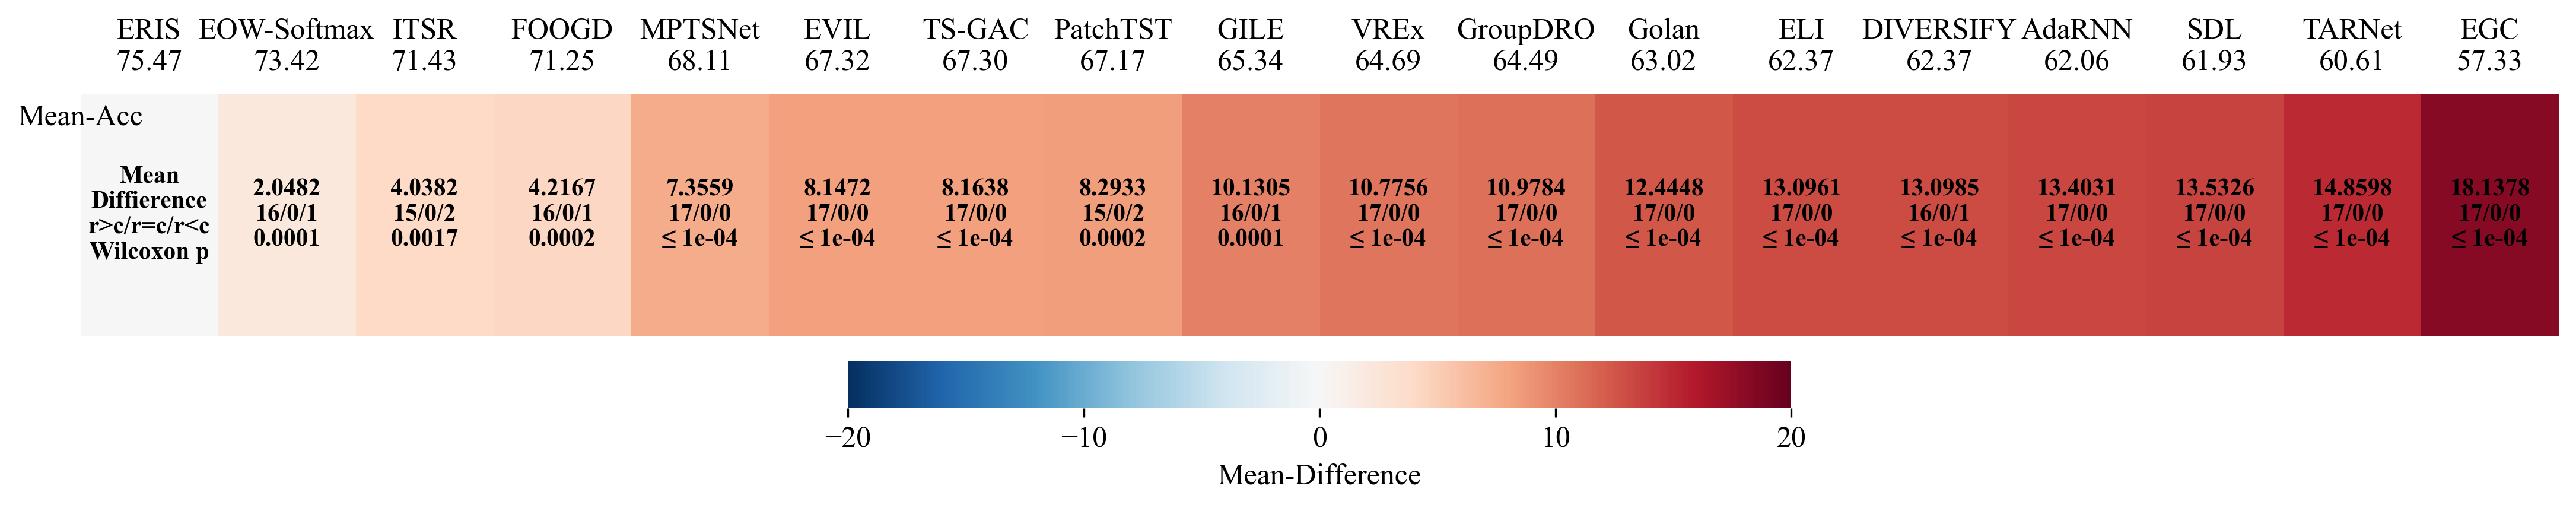 ERIS EOW-Softmax ITSR FOOGD MPTSNet EVIL TS-GAC PatchTST GILE VREx GroupDRO Golan ELI DIVERSIFY AdaRNN SDL TARNet EGC
75.47 73.42 71.43 71.25 68.11 67.32 67.30 67.17 65.34 64.69 64.49 63.02 62.37 62.37 62.06 61.93 60.61 57.33
Mean-Acc
Mean
Diffierence
r>c/r=c/r<c
Wilcoxon p
2.0482 4.0382 4.2167 7.3559 8.1472 8.1638 8.2933 10.1305 10.7756 10.9784 12.4448 13.0961 13.0985 13.4031 13.5326 14.8598 18.1378
16/0/1 15/0/2 16/0/1 17/0/0 17/0/0 17/0/0 15/0/2 16/0/1 17/0/0 17/0/0 17/0/0 17/0/0 16/0/1 17/0/0 17/0/0 17/0/0 17/0/0
0.0001 0.0017 0.0002 ≤ 1e-04 ≤ 1e-04 ≤ 1e-04 0.0002 0.0001 ≤ 1e-04 ≤ 1e-04 ≤ 1e-04 ≤ 1e-04 ≤ 1e-04 ≤ 1e-04 ≤ 1e-04 ≤ 1e-04 ≤ 1e-04
−20 −10 0 10 20
Mean-Difference